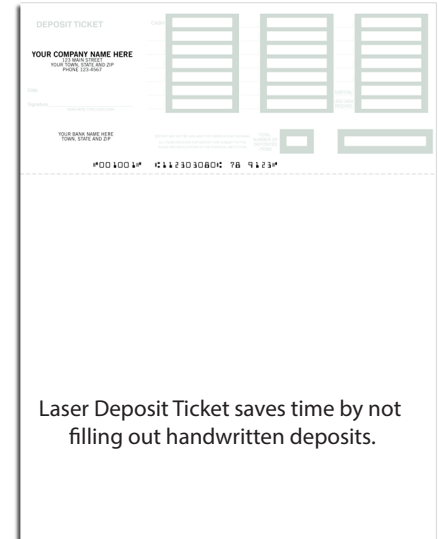 DEPOSIT TICKET
YOUR COMPANY NAME HERE
123 MAIN STREET
YOUR TOWN, STATE AND ZIP
PHONE 123-4567
YOUR BANK NAME HERE
TOWN, STATE AND ZIP
TOTAL
⑈001001⑈ ⑆112303080⑆ 78 9123⑈
Laser Deposit Ticket saves time by not
filling out handwritten deposits.